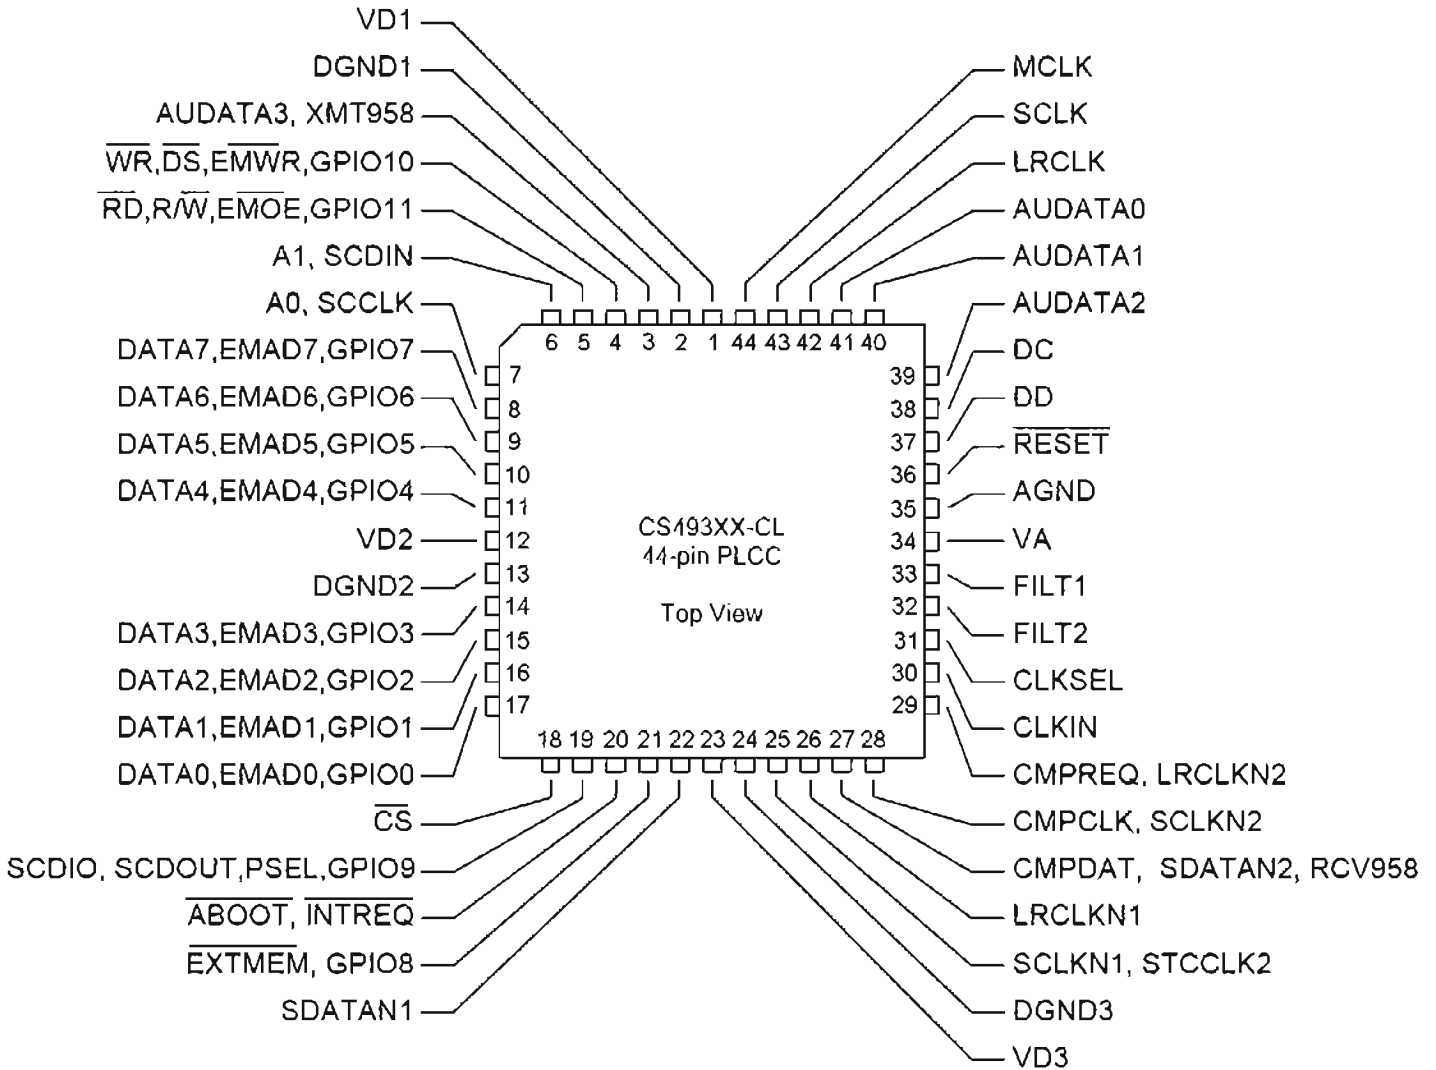 VD1
DGND1
AUDATA3, XMT958
WR,DS,EMWR,GPIO10
RD,R/W,EMOE,GPIO11
A1, SCDIN
A0, SCCLK
DATA7,EMAD7,GPIO7
DATA6,EMAD6,GPIO6
DATA5,EMAD5,GPIO5
DATA4,EMAD4,GPIO4
VD2
DGND2
DATA3,EMAD3,GPIO3
DATA2,EMAD2,GPIO2
DATA1,EMAD1,GPIO1
DATA0,EMAD0,GPIO0
CS
SCDIO, SCDOUT,PSEL,GPIO9
ABOOT, INTREQ
EXTMEM, GPIO8
SDATAN1
6 5 4 3 2 1 44 43 42 41 40
7
8
9
10
11
12
13
14
15
16
17
CS493XX-CL
44-pin PLCC
Top View
39
38
37
36
35
34
33
32
31
30
29
18 19 20 21 22 23 24 25 26 27 28
MCLK
SCLK
LRCLK
AUDATA0
AUDATA1
AUDATA2
DC
DD
RESET
AGND
VA
FILT1
FILT2
CLKSEL
CLKIN
CMPREQ, LRCLKN2
CMPCLK, SCLKN2
CMPDAT, SDATAN2, RCV958
LRCLKN1
SCLKN1, STCCLK2
DGND3
VD3